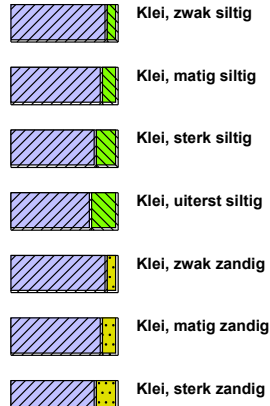 Klei, zwak siltig
Klei, matig siltig
Klei, sterk siltig
Klei, uiterst siltig
Klei, zwak zandig
Klei, matig zandig
Klei, sterk zandig